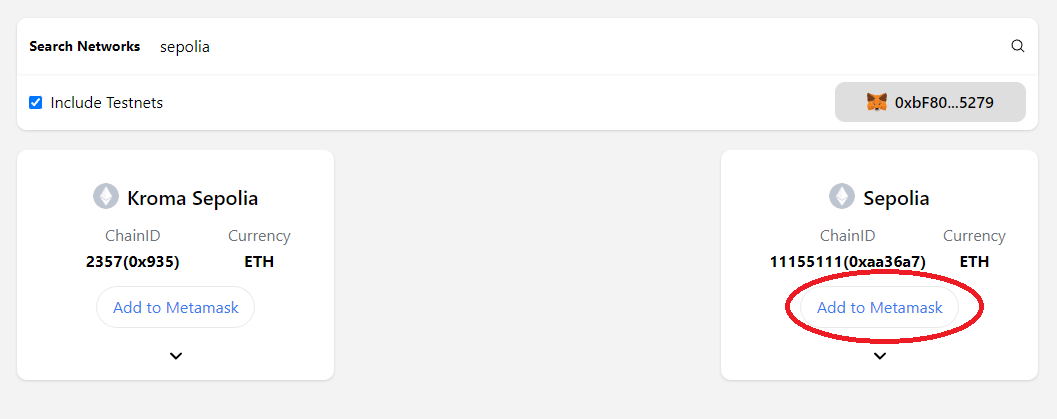 Search Networks sepolia
Include Testnets
0xbF80...5279
Kroma Sepolia
ChainID Currency
2357(0x935) ETH
Add to Metamask
Sepolia
ChainID Currency
11155111(0xaa36a7) ETH
Add to Metamask